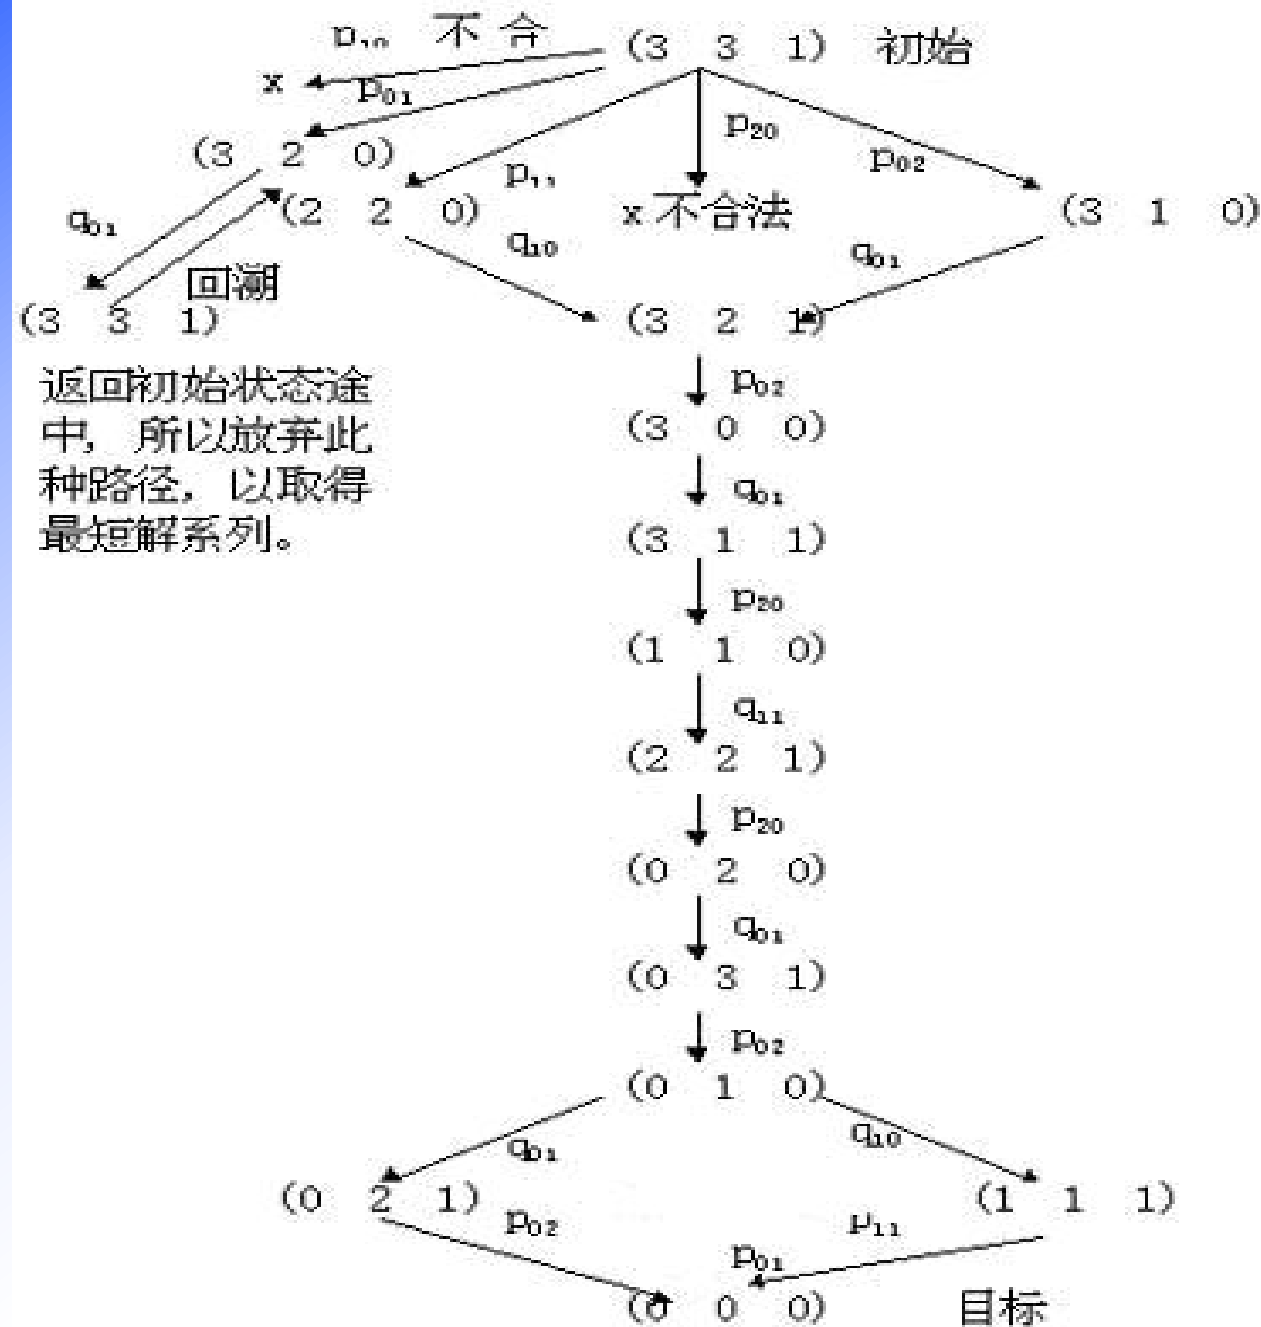 p₁₀ 不 合
(3 3 1) 初始
x
p₀₁
p₂₀
(3 2 0)
p₀₂
p₁₁
(2 2 0)
x 不合法
(3 1 0)
q₀₁
q₁₀
q₀₁
回溯
(3 3 1)
(3 2 1)
返回初始状态途
中, 所以放弃此
种路径, 以取得
最短解系列。
p₀₂
(3 0 0)
q₀₁
(3 1 1)
p₂₀
(1 1 0)
q₁₁
(2 2 1)
p₂₀
(0 2 0)
q₀₁
(0 3 1)
p₀₂
(0 1 0)
q₀₁
q₁₀
(0 2 1)
(1 1 1)
p₀₂
p₁₁
p₀₁
(0 0 0) 目标